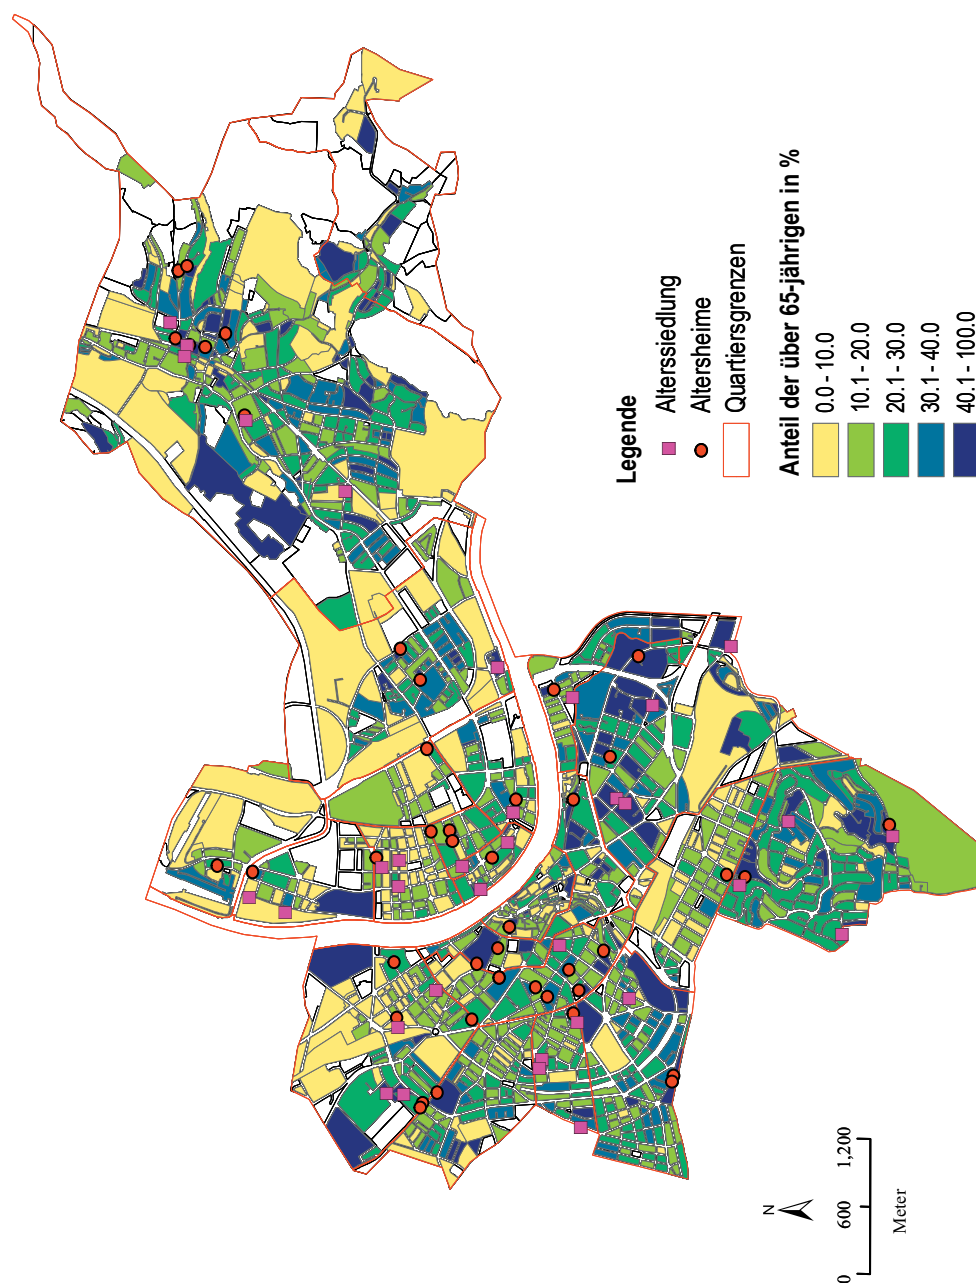 Legende
Alterssiedlung
Altersheime
Quartiersgrenzen
Anteil der über 65-jährigen in %
0.0 - 10.0
10.1 - 20.0
20.1 - 30.0
30.1 - 40.0
40.1 - 100.0
N
0 600 1,200
Meter